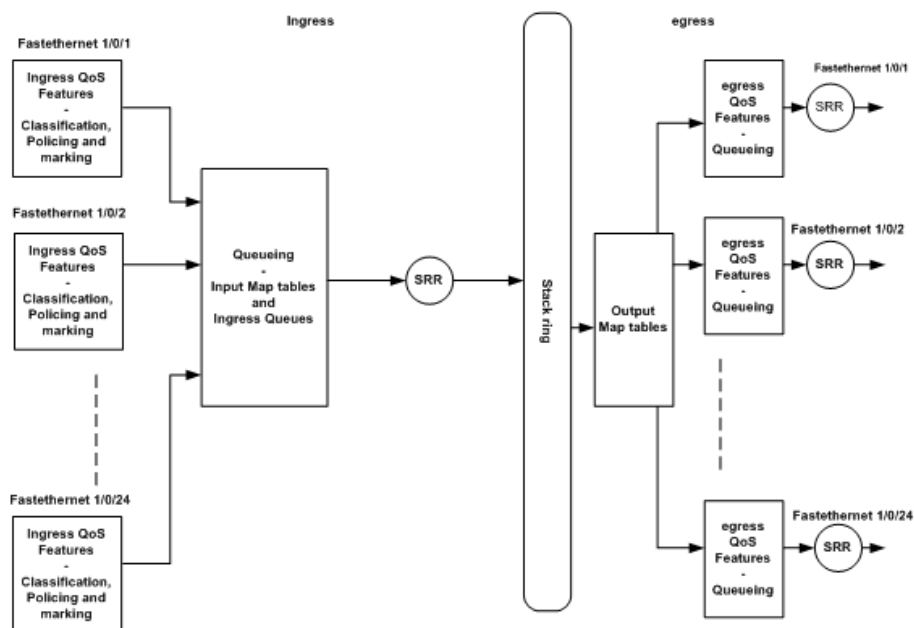 Ingress
egress
Fastethernet 1/0/1
Ingress QoS
Features
-
Classification,
Policing and
marking
Fastethernet 1/0/2
Ingress QoS
Features
-
Classification,
Policing and
marking
Fastethernet 1/0/24
Ingress QoS
Features
-
Classification,
Policing and
marking
Queueing
-
Input Map tables
and
Ingress Queues
SRR
Stack ring
Output
Map tables
egress
QoS
Features
-
Queueing
Fastethernet 1/0/1
SRR
egress
QoS
Features
-
Queueing
Fastethernet 1/0/2
SRR
egress
QoS
Features
-
Queueing
Fastethernet 1/0/24
SRR